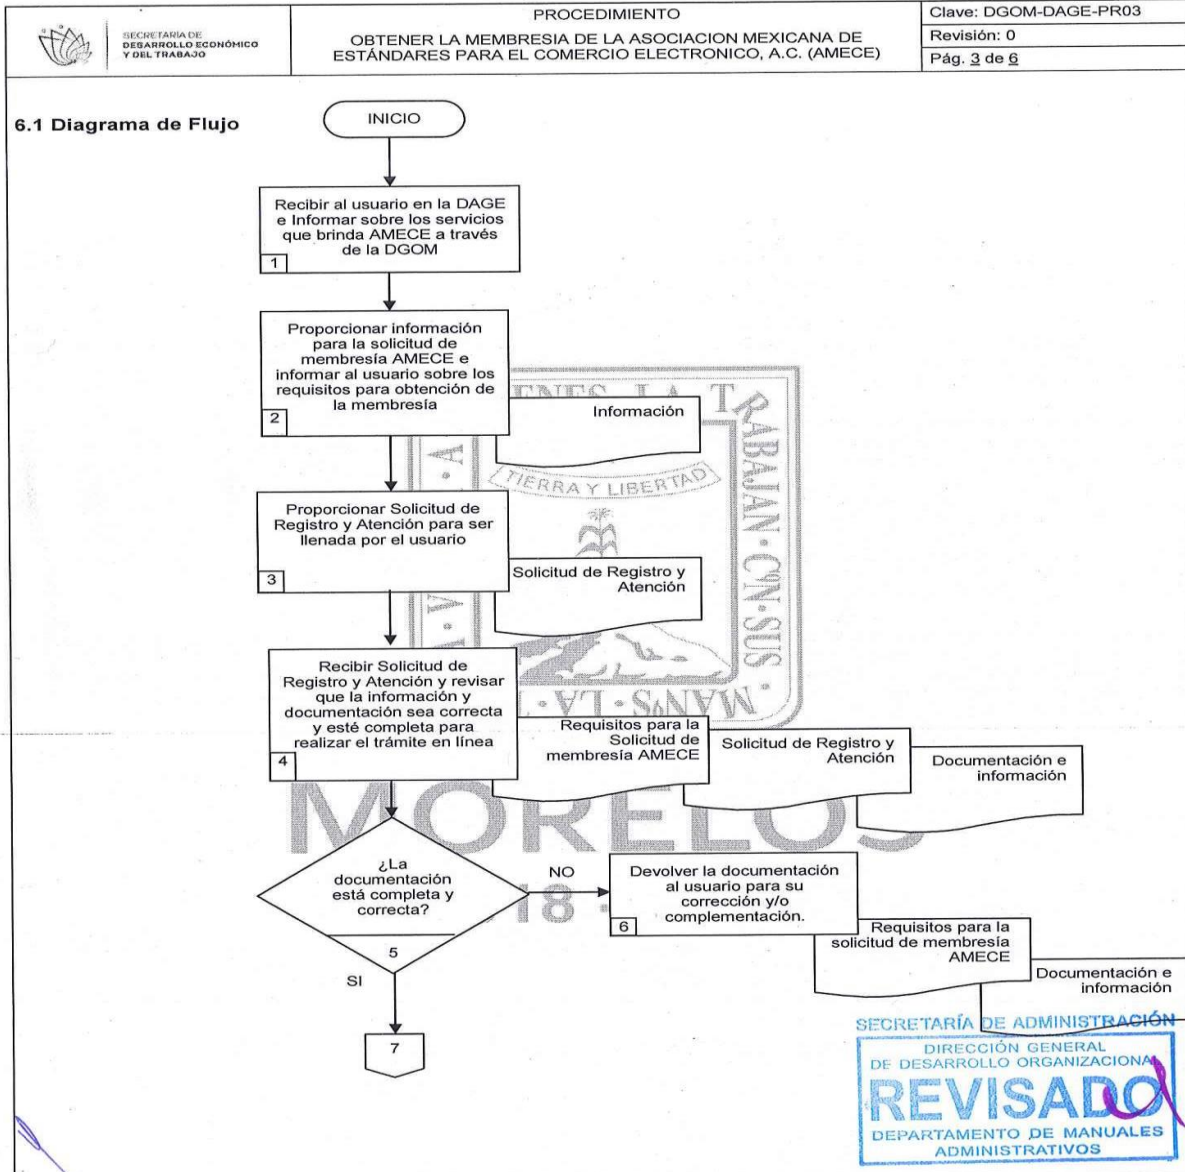 SECRETARÍA DE
DESARROLLO ECONÓMICO
Y DEL TRABAJO
PROCEDIMIENTO
OBTENER LA MEMBRESIA DE LA ASOCIACION MEXICANA DE
ESTÁNDARES PARA EL COMERCIO ELECTRONICO, A.C. (AMECE)
Clave: DGOM-DAGE-PR03
Revisión: 0
Pág. 3 de 6
6.1 Diagrama de Flujo
INICIO
Recibir al usuario en la DAGE
e Informar sobre los servicios
que brinda AMECE a través
de la DGOM
1
Proporcionar información
para la solicitud de
membresía AMECE e
informar al usuario sobre los
requisitos para obtención de
la membresía
2
Información
Proporcionar Solicitud de
Registro y Atención para ser
llenada por el usuario
3
Solicitud de Registro y
Atención
Recibir Solicitud de
Registro y Atención y revisar
que la información y
documentación sea correcta
y esté completa para
realizar el trámite en línea
4
Requisitos para la
Solicitud de
membresía AMECE
Solicitud de Registro y
Atención
Documentación e
información
¿La
documentación
está completa y
correcta?
5
NO
SI
Devolver la documentación
al usuario para su
corrección y/o
complementación.
6
Requisitos para la
solicitud de membresía
AMECE
Documentación e
información
7
LA TRABAJAN·CON·SUS·MANOS·LA
TIERRA Y LIBERTAD
MORELOS
18
SECRETARÍA DE ADMINISTRACIÓN
DIRECCIÓN GENERAL
DE DESARROLLO ORGANIZACIONAL
REVISADO
DEPARTAMENTO DE MANUALES
ADMINISTRATIVOS